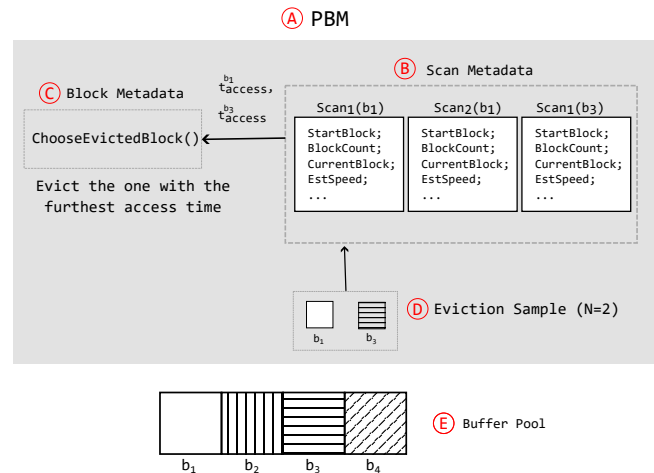 A PBM
B Scan Metadata
C Block Metadata
t^{b1}_{access},
t^{b3}_{access}
ChooseEvictedBlock()
Evict the one with the
furthest access time
Scan₁(b₁)
StartBlock;
BlockCount;
CurrentBlock;
EstSpeed;
...
Scan₂(b₁)
StartBlock;
BlockCount;
CurrentBlock;
EstSpeed;
...
Scan₁(b₃)
StartBlock;
BlockCount;
CurrentBlock;
EstSpeed;
...
D Eviction Sample (N=2)
b₁ b₃
E Buffer Pool
b₁ b₂ b₃ b₄